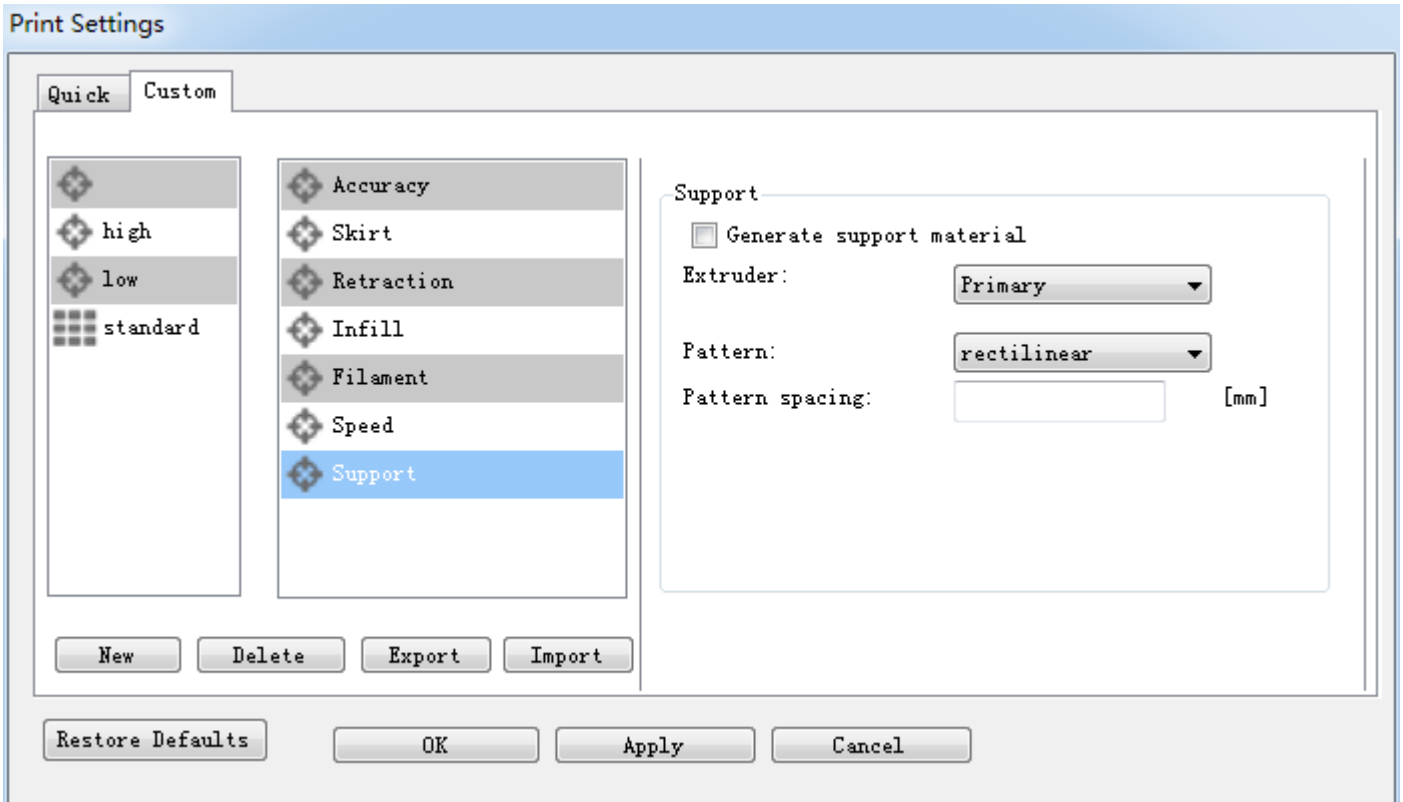 Print Settings
Quick
Custom
high
low
standard
Accuracy
Skirt
Retraction
Infill
Filament
Speed
Support
Support
Generate support material
Extruder: Primary
Pattern: rectilinear
Pattern spacing: [mm]
New Delete Export Import
Restore Defaults OK Apply Cancel